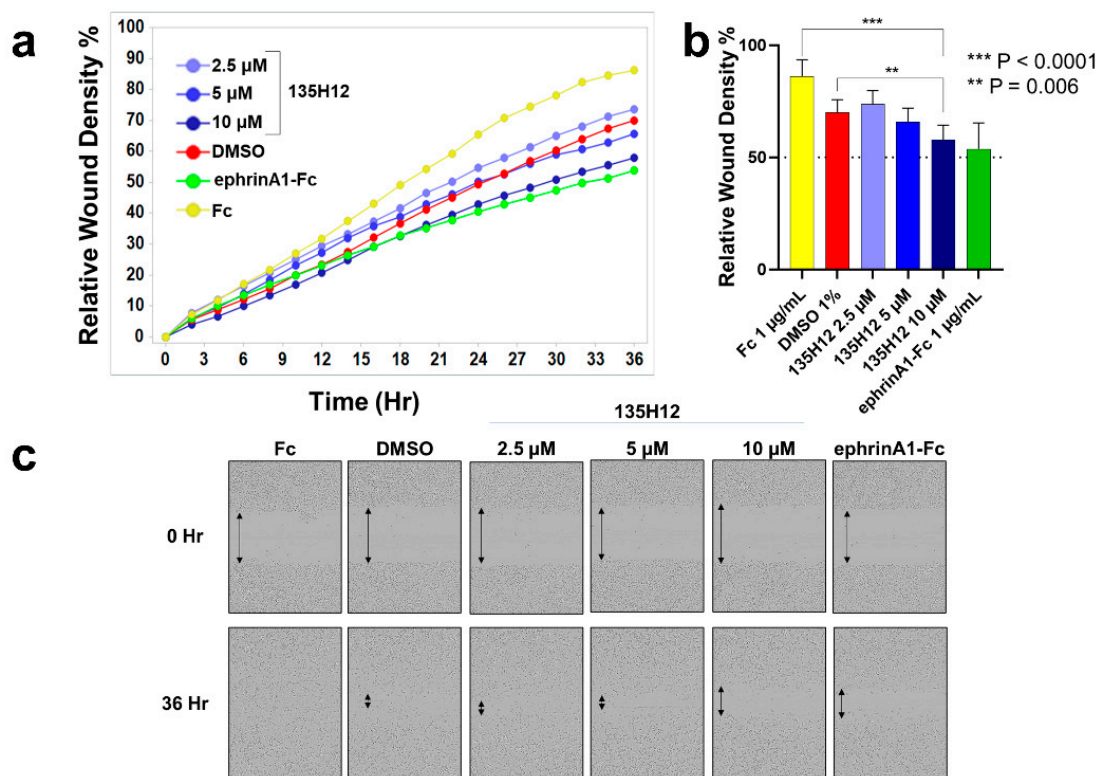 a
Relative Wound Density %
100
90
80
70
60
50
40
30
20
10
0
2.5 µM
5 µM
10 µM
135H12
DMSO
ephrinA1-Fc
Fc
0 3 6 9 12 15 18 21 24 27 30 33 36
Time (Hr)
b
Relative Wound Density %
100
50
0
***
**
*** P < 0.0001
** P = 0.006
Fc 1 µg/mL
DMSO 1%
135H12 2.5 µM
135H12 5 µM
135H12 10 µM
ephrinA1-Fc 1 µg/mL
c
135H12
Fc DMSO 2.5 µM 5 µM 10 µM ephrinA1-Fc
0 Hr
36 Hr